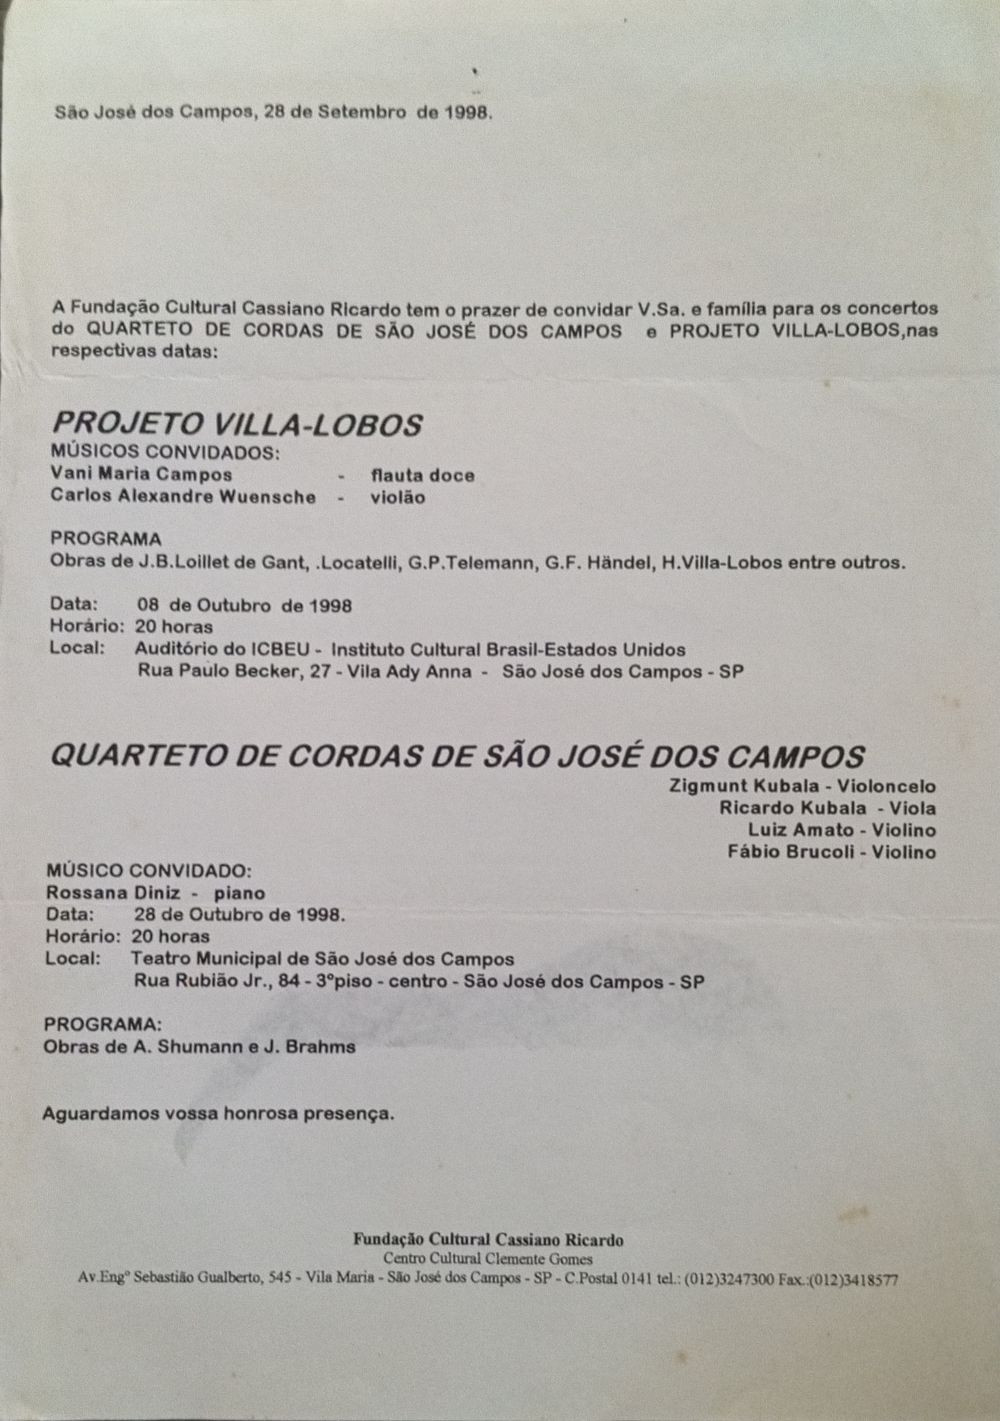 São José dos Campos, 28 de Setembro de 1998.
A Fundação Cultural Cassiano Ricardo tem o prazer de convidar V.Sa. e família para os concertos
do QUARTETO DE CORDAS DE SÃO JOSÉ DOS CAMPOS e PROJETO VILLA-LOBOS,nas
respectivas datas:
PROJETO VILLA-LOBOS
MÚSICOS CONVIDADOS:
Vani Maria Campos - flauta doce
Carlos Alexandre Wuensche - violão
PROGRAMA
Obras de J.B.Loillet de Gant, .Locatelli, G.P.Telemann, G.F. Händel, H.Villa-Lobos entre outros.
Data: 08 de Outubro de 1998
Horário: 20 horas
Local: Auditório do ICBEU - Instituto Cultural Brasil-Estados Unidos
Rua Paulo Becker, 27 - Vila Ady Anna - São José dos Campos - SP
QUARTETO DE CORDAS DE SÃO JOSÉ DOS CAMPOS
Zigmunt Kubala - Violoncelo
Ricardo Kubala - Viola
Luiz Amato - Violino
Fábio Brucoli - Violino
MÚSICO CONVIDADO:
Rossana Diniz - piano
Data: 28 de Outubro de 1998.
Horário: 20 horas
Local: Teatro Municipal de São José dos Campos
Rua Rubião Jr., 84 - 3ºpiso - centro - São José dos Campos - SP
PROGRAMA:
Obras de A. Shumann e J. Brahms
Aguardamos vossa honrosa presença.
Fundação Cultural Cassiano Ricardo
Centro Cultural Clemente Gomes
Av.Engº Sebastião Gualberto, 545 - Vila Maria - São José dos Campos - SP - C.Postal 0141 tel.: (012)3247300 Fax.:(012)3418577